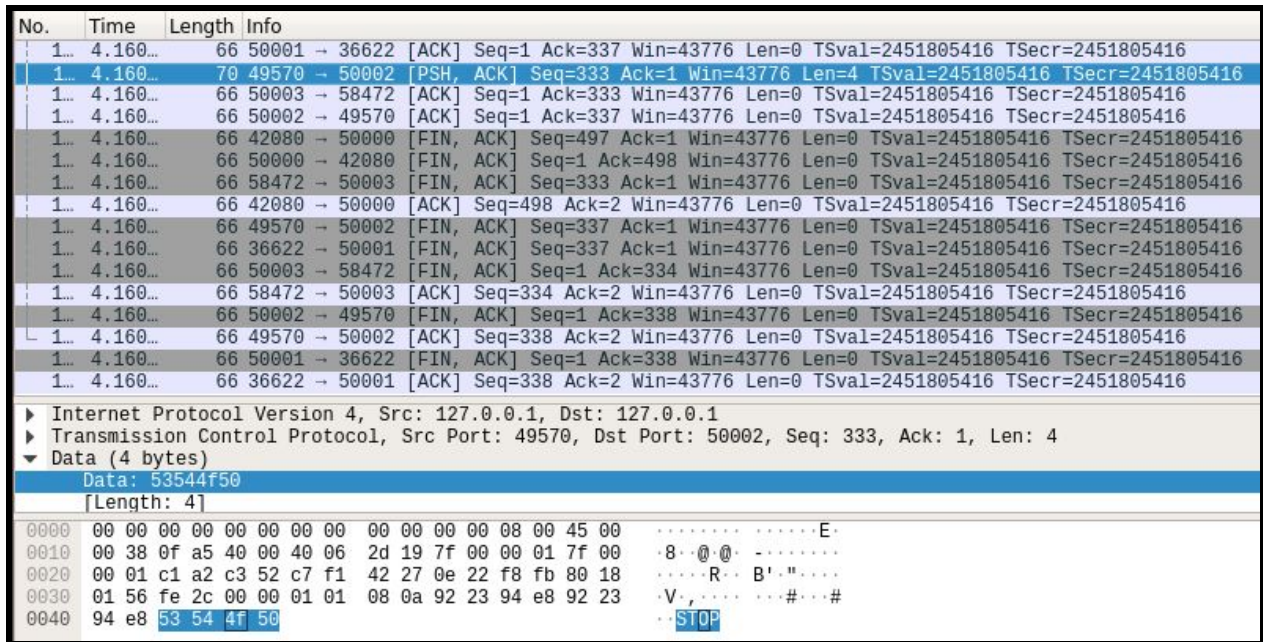 No. Time Length Info
1… 4.160… 66 50001 → 36622 [ACK] Seq=1 Ack=337 Win=43776 Len=0 TSval=2451805416 TSecr=2451805416
1… 4.160… 70 49570 → 50002 [PSH, ACK] Seq=333 Ack=1 Win=43776 Len=4 TSval=2451805416 TSecr=2451805416
1… 4.160… 66 50003 → 58472 [ACK] Seq=1 Ack=333 Win=43776 Len=0 TSval=2451805416 TSecr=2451805416
1… 4.160… 66 50002 → 49570 [ACK] Seq=1 Ack=337 Win=43776 Len=0 TSval=2451805416 TSecr=2451805416
1… 4.160… 66 42080 → 50000 [FIN, ACK] Seq=497 Ack=1 Win=43776 Len=0 TSval=2451805416 TSecr=2451805416
1… 4.160… 66 50000 → 42080 [FIN, ACK] Seq=1 Ack=498 Win=43776 Len=0 TSval=2451805416 TSecr=2451805416
1… 4.160… 66 58472 → 50003 [FIN, ACK] Seq=333 Ack=1 Win=43776 Len=0 TSval=2451805416 TSecr=2451805416
1… 4.160… 66 42080 → 50000 [ACK] Seq=498 Ack=2 Win=43776 Len=0 TSval=2451805416 TSecr=2451805416
1… 4.160… 66 49570 → 50002 [FIN, ACK] Seq=337 Ack=1 Win=43776 Len=0 TSval=2451805416 TSecr=2451805416
1… 4.160… 66 36622 → 50001 [FIN, ACK] Seq=337 Ack=1 Win=43776 Len=0 TSval=2451805416 TSecr=2451805416
1… 4.160… 66 50003 → 58472 [FIN, ACK] Seq=1 Ack=334 Win=43776 Len=0 TSval=2451805416 TSecr=2451805416
1… 4.160… 66 58472 → 50003 [ACK] Seq=334 Ack=2 Win=43776 Len=0 TSval=2451805416 TSecr=2451805416
1… 4.160… 66 50002 → 49570 [FIN, ACK] Seq=1 Ack=338 Win=43776 Len=0 TSval=2451805416 TSecr=2451805416
1… 4.160… 66 49570 → 50002 [ACK] Seq=338 Ack=2 Win=43776 Len=0 TSval=2451805416 TSecr=2451805416
1… 4.160… 66 50001 → 36622 [FIN, ACK] Seq=1 Ack=338 Win=43776 Len=0 TSval=2451805416 TSecr=2451805416
1… 4.160… 66 36622 → 50001 [ACK] Seq=338 Ack=2 Win=43776 Len=0 TSval=2451805416 TSecr=2451805416
Internet Protocol Version 4, Src: 127.0.0.1, Dst: 127.0.0.1
Transmission Control Protocol, Src Port: 49570, Dst Port: 50002, Seq: 333, Ack: 1, Len: 4
Data (4 bytes)
Data: 53544f50
[Length: 4]
0000 00 00 00 00 00 00 00 00 00 00 00 00 08 00 45 00 ········ ······E·
0010 00 38 0f a5 40 00 40 06 2d 19 7f 00 00 01 7f 00 ·8··@·@· -·······
0020 00 01 c1 a2 c3 52 c7 f1 42 27 0e 22 f8 fb 80 18 ·····R·· B'·"····
0030 01 56 fe 2c 00 00 01 01 08 0a 92 23 94 e8 92 23 ·V·,···· ···#···#
0040 94 e8 53 54 4f 50 ··STOP